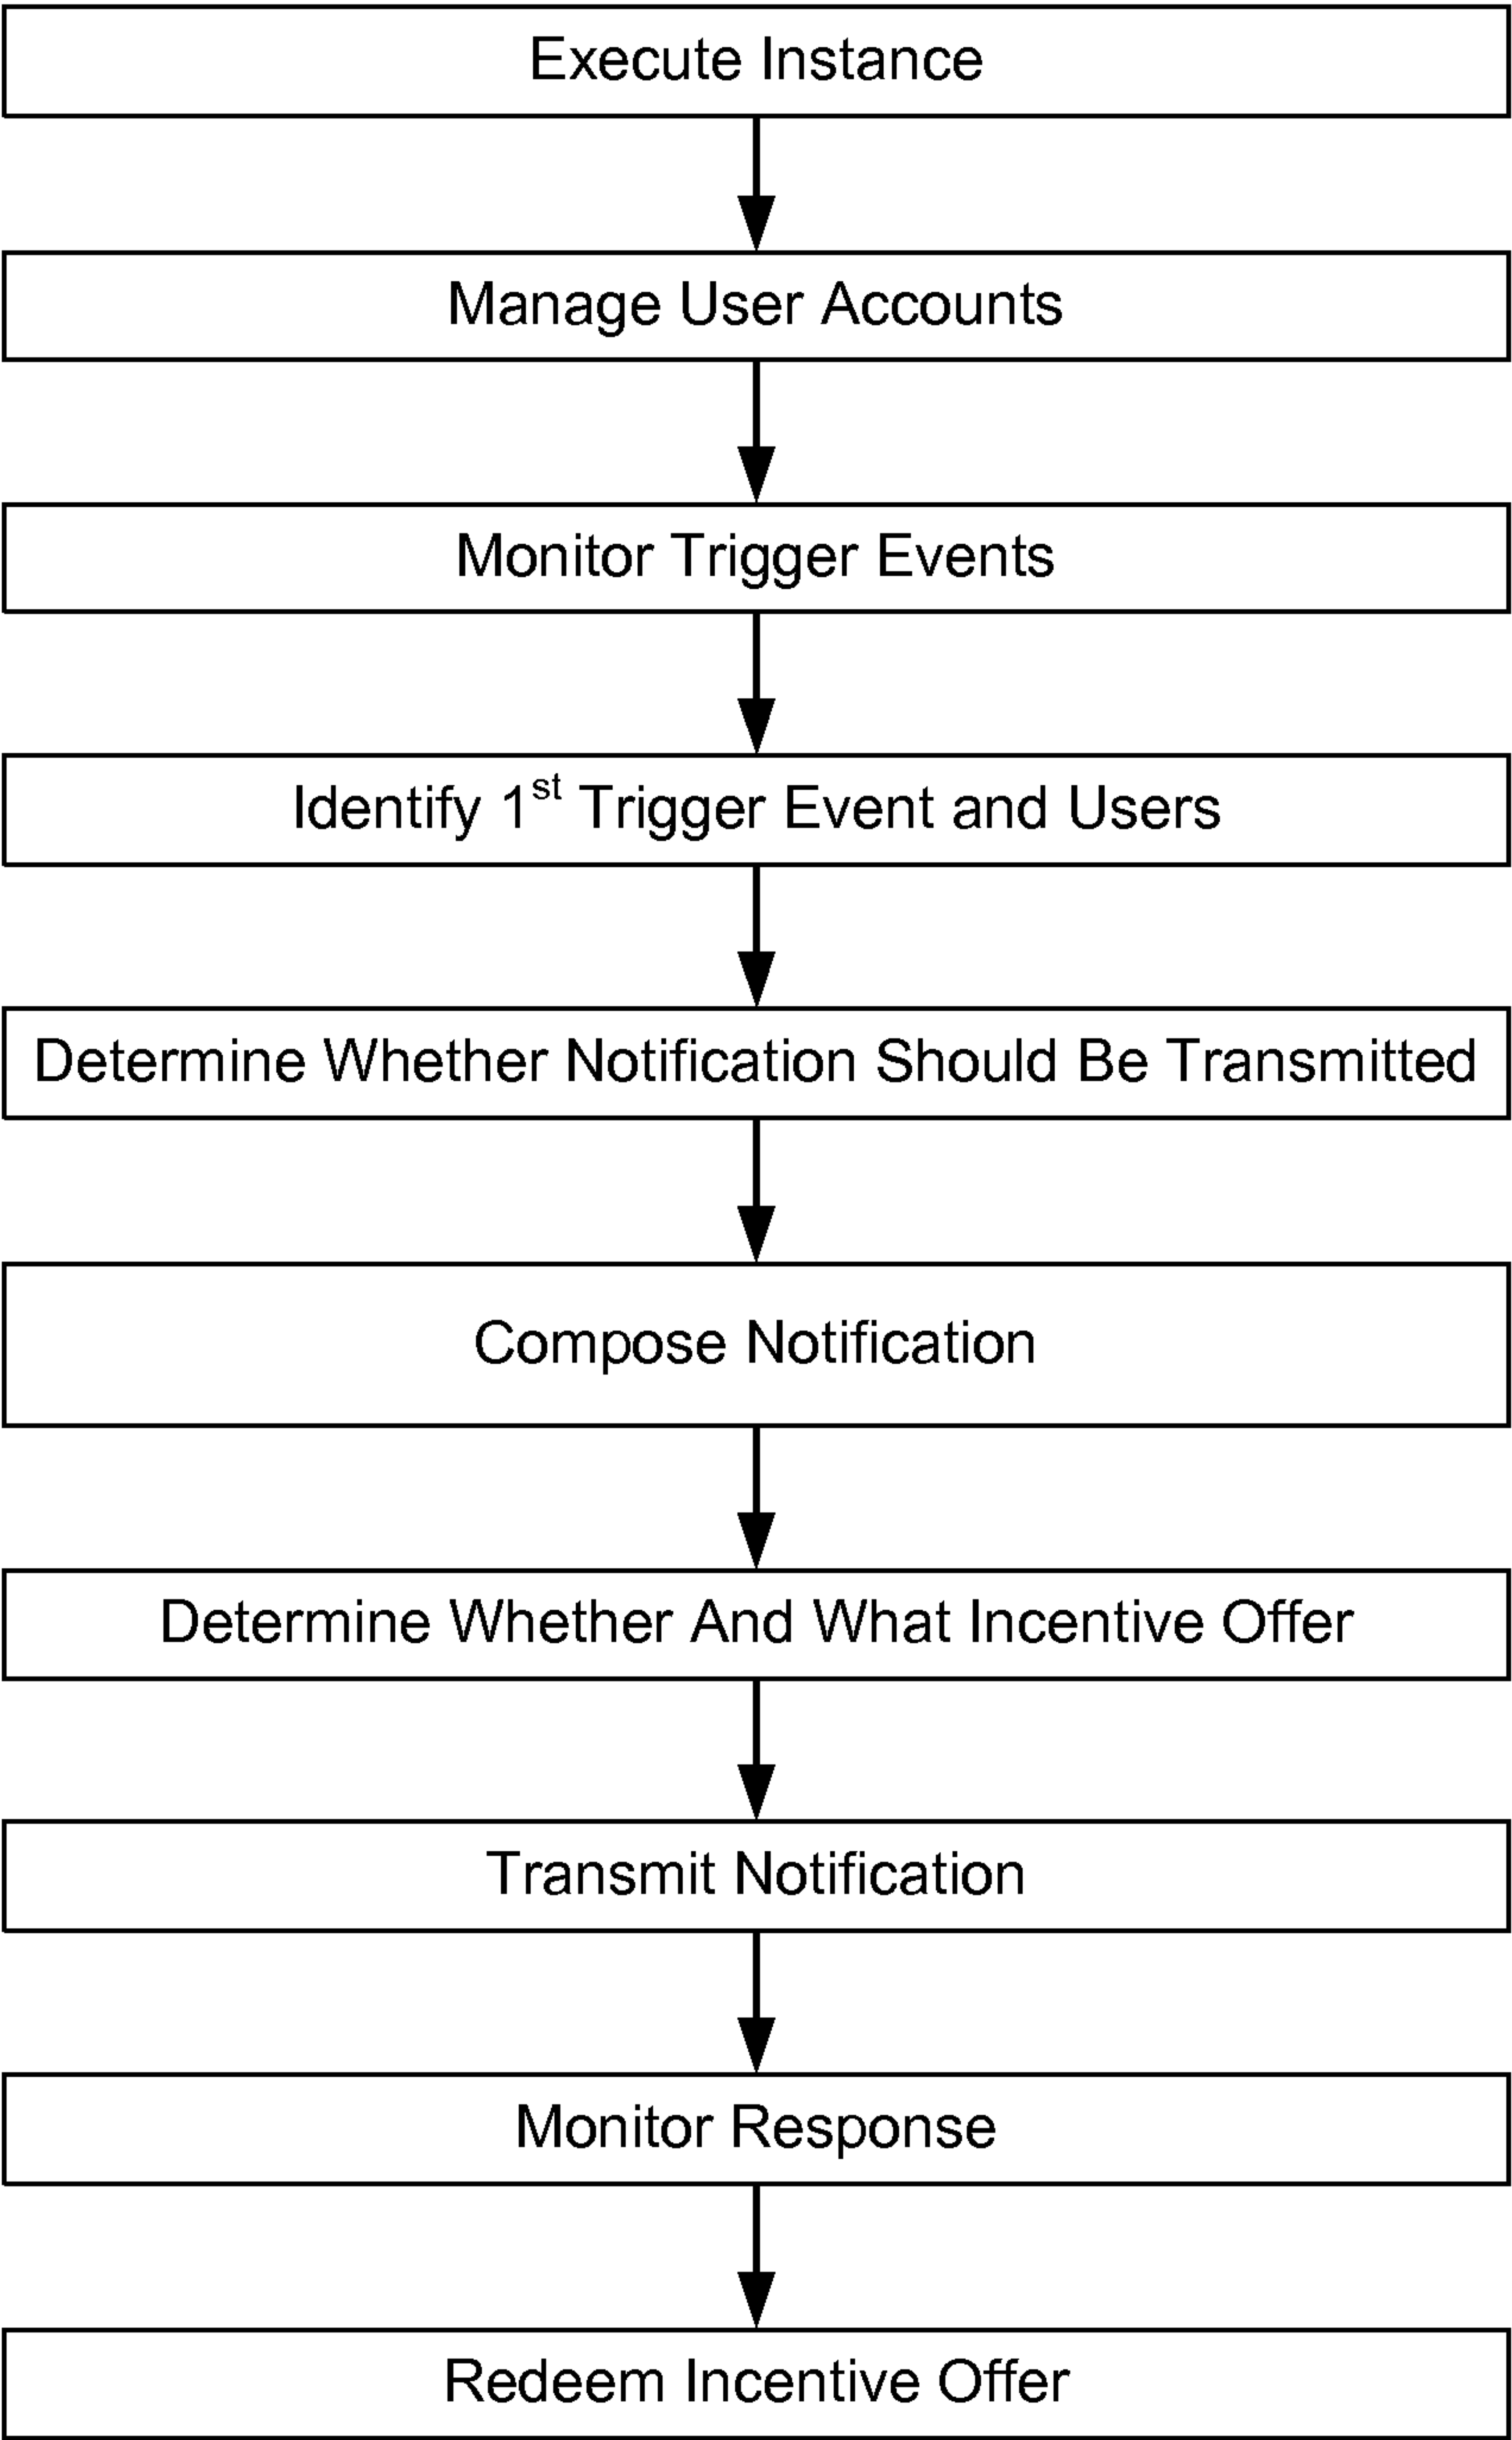 Execute Instance
Manage User Accounts
Monitor Trigger Events
Identify 1st Trigger Event and Users
Determine Whether Notification Should Be Transmitted
Compose Notification
Determine Whether And What Incentive Offer
Transmit Notification
Monitor Response
Redeem Incentive Offer